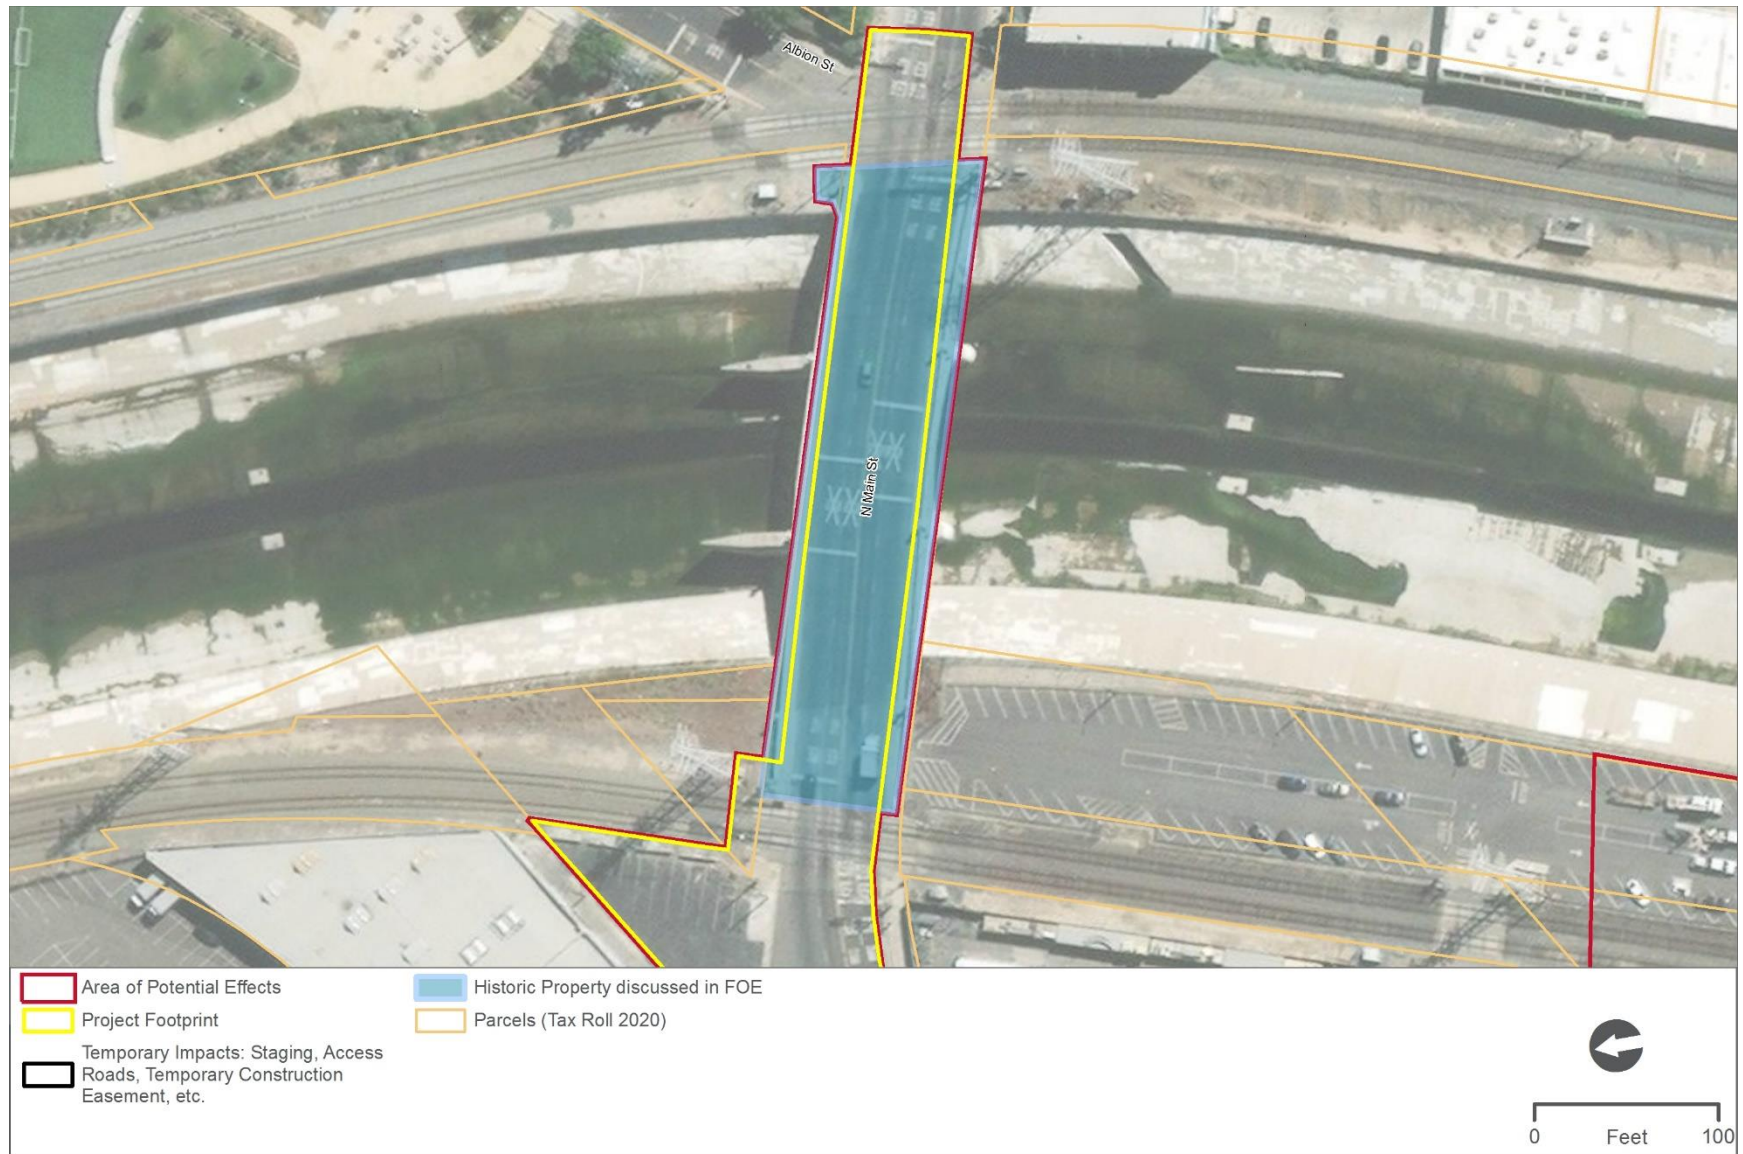 Albion St
N Main St
Area of Potential Effects
Project Footprint
Temporary Impacts: Staging, Access
Roads, Temporary Construction
Easement, etc.
Historic Property discussed in FOE
Parcels (Tax Roll 2020)
0 Feet 100